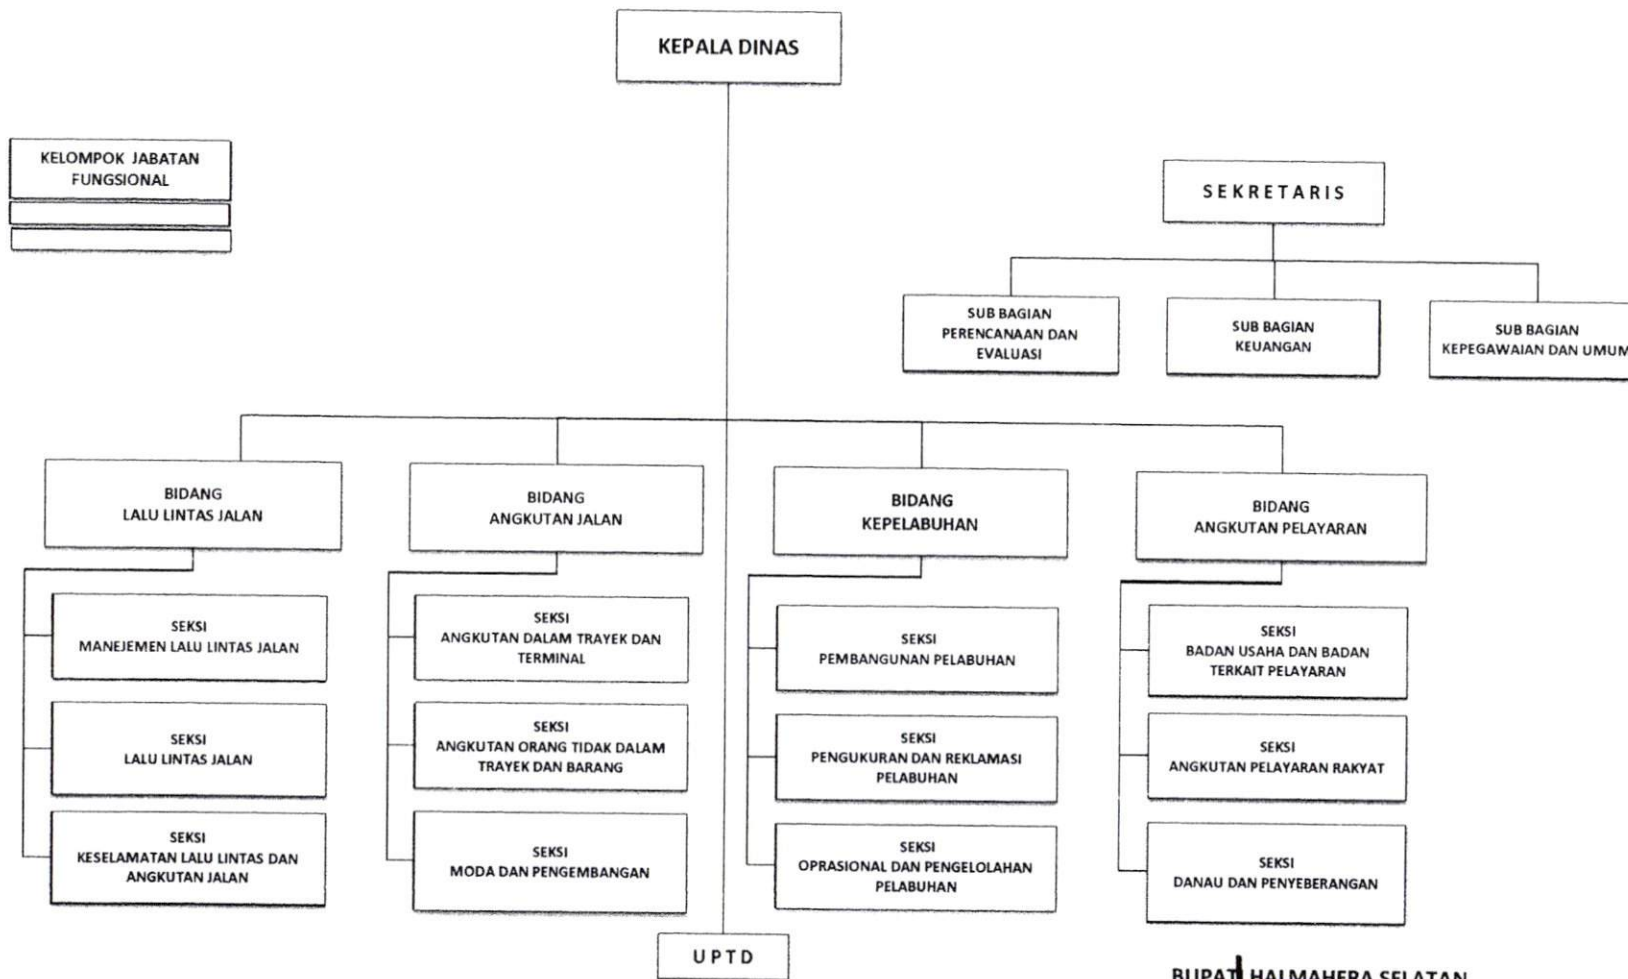 KEPALA DINAS
KELOMPOK JABATAN
FUNGSIONAL
SEKRETARIS
SUB BAGIAN
PERENCANAAN DAN
EVALUASI
SUB BAGIAN
KEUANGAN
SUB BAGIAN
KEPEGAWAIAN DAN UMUM
BIDANG
LALU LINTAS JALAN
BIDANG
ANGKUTAN JALAN
BIDANG
KEPELABUHAN
BIDANG
ANGKUTAN PELAYARAN
SEKSI
MANEJEMEN LALU LINTAS JALAN
SEKSI
LALU LINTAS JALAN
SEKSI
KESELAMATAN LALU LINTAS DAN
ANGKUTAN JALAN
SEKSI
ANGKUTAN DALAM TRAYEK DAN
TERMINAL
SEKSI
ANGKUTAN ORANG TIDAK DALAM
TRAYEK DAN BARANG
SEKSI
MODA DAN PENGEMBANGAN
SEKSI
PEMBANGUNAN PELABUHAN
SEKSI
PENGUKURAN DAN REKLAMASI
PELABUHAN
SEKSI
OPRASIONAL DAN PENGELOLAHAN
PELABUHAN
SEKSI
BADAN USAHA DAN BADAN
TERKAIT PELAYARAN
SEKSI
ANGKUTAN PELAYARAN RAKYAT
SEKSI
DANAU DAN PENYEBERANGAN
UPTD
BUPATI HALMAHERA SELATAN